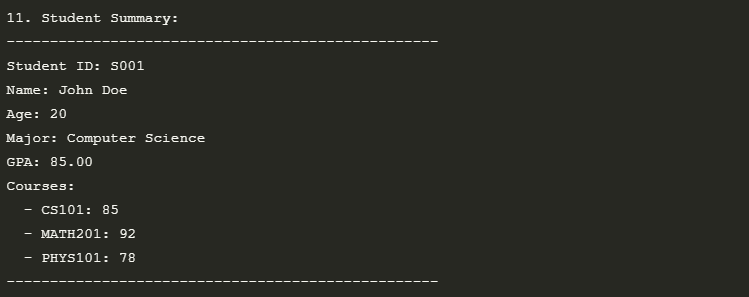 11. Student Summary:
--------------------------------------------------
Student ID: S001
Name: John Doe
Age: 20
Major: Computer Science
GPA: 85.00
Courses:
  - CS101: 85
  - MATH201: 92
  - PHYS101: 78
--------------------------------------------------